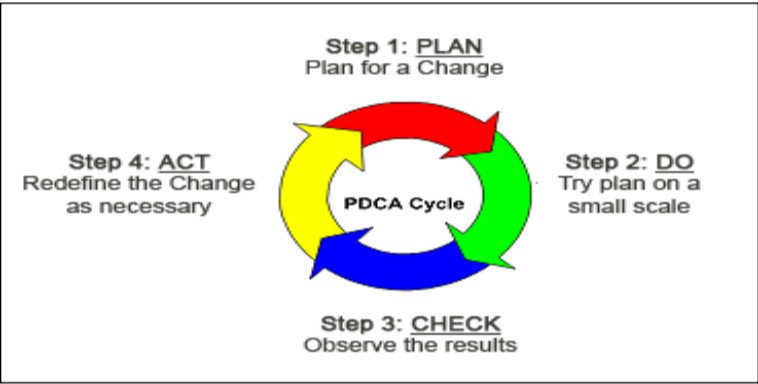 Step 1: PLAN
Plan for a Change
Step 4: ACT
Redefine the Change
as necessary
PDCA Cycle
Step 2: DO
Try plan on a
small scale
Step 3: CHECK
Observe the results